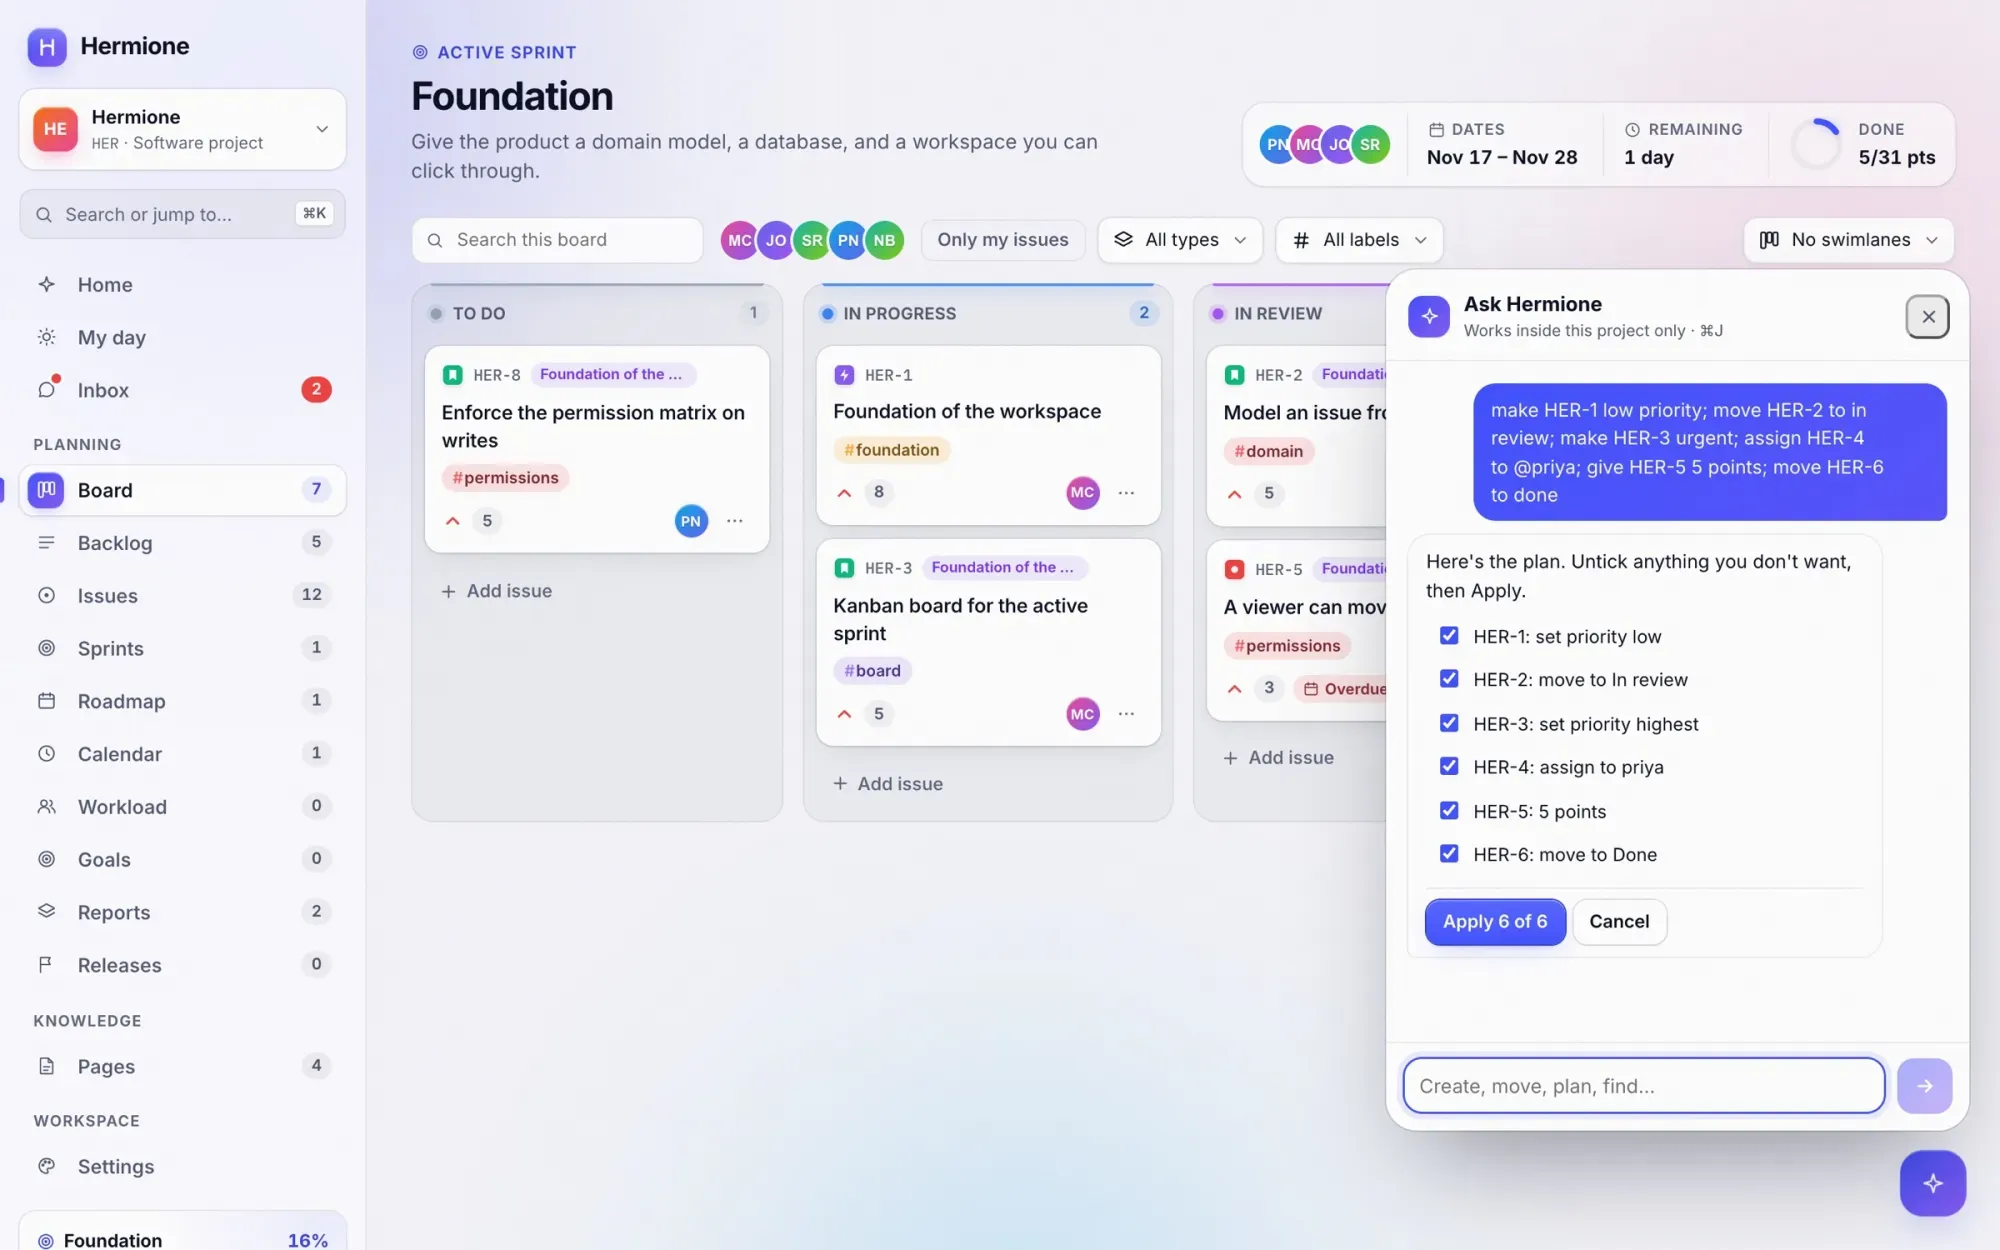 H Hermione
HE Hermione
HER · Software project
Search or jump to... ⌘K
Home
My day
Inbox 2
PLANNING
Board 7
Backlog 5
Issues 12
Sprints 1
Roadmap 1
Calendar 1
Workload 0
Goals 0
Reports 2
Releases 0
KNOWLEDGE
Pages 4
WORKSPACE
Settings
Foundation 16%
ACTIVE SPRINT
Foundation
Give the product a domain model, a database, and a workspace you can
click through.
PN MC JO SR
DATES
Nov 17 – Nov 28
REMAINING
1 day
DONE
5/31 pts
Search this board
MC JO SR PN NB
Only my issues
All types
# All labels
No swimlanes
TO DO 1
HER-8 Foundation of the ...
Enforce the permission matrix on
writes
#permissions
5 PN ...
+ Add issue
IN PROGRESS 2
HER-1
Foundation of the workspace
#foundation
8 MC ...
HER-3 Foundation of the ...
Kanban board for the active
sprint
#board
5 MC ...
+ Add issue
IN REVIEW
HER-2 Foundati
Model an issue fro
#domain
5
HER-5 Foundati
A viewer can mov
#permissions
3 Overdue
+ Add issue
Ask Hermione
Works inside this project only · ⌘J
make HER-1 low priority; move HER-2 to in
review; make HER-3 urgent; assign HER-4
to @priya; give HER-5 5 points; move HER-6
to done
Here's the plan. Untick anything you don't want,
then Apply.
HER-1: set priority low
HER-2: move to In review
HER-3: set priority highest
HER-4: assign to priya
HER-5: 5 points
HER-6: move to Done
Apply 6 of 6
Cancel
Create, move, plan, find...